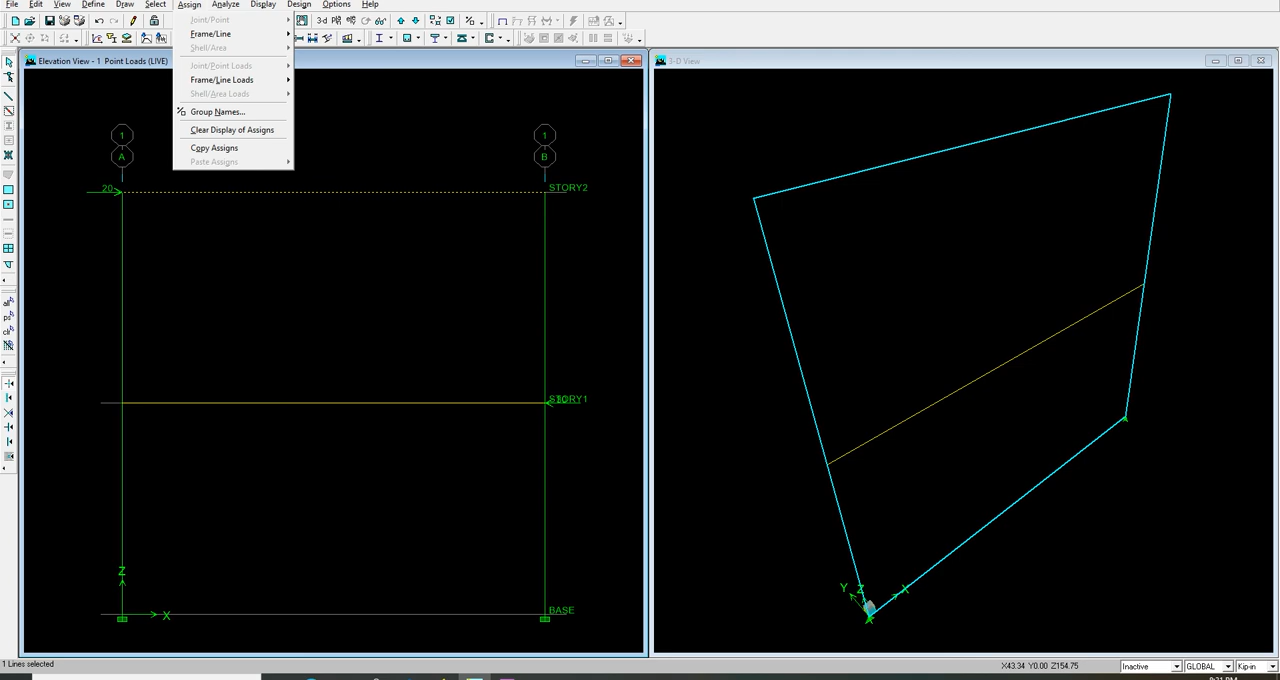 File Edit View Define Draw Select Assign Analyze Display Design Options Help
Joint/Point
Frame/Line
Shell/Area
Joint/Point Loads
Frame/Line Loads
Shell/Area Loads
Group Names...
Clear Display of Assigns
Copy Assigns
Paste Assigns
3-d
Elevation View - 1 Point Loads (LIVE)
3-D View
all
clr
1
A
1
B
20
STORY2
STORY1
BASE
Z
X
Y Z X
1 Lines selected
X43.34 Y0.00 Z154.75
Inactive
GLOBAL
Kip-in